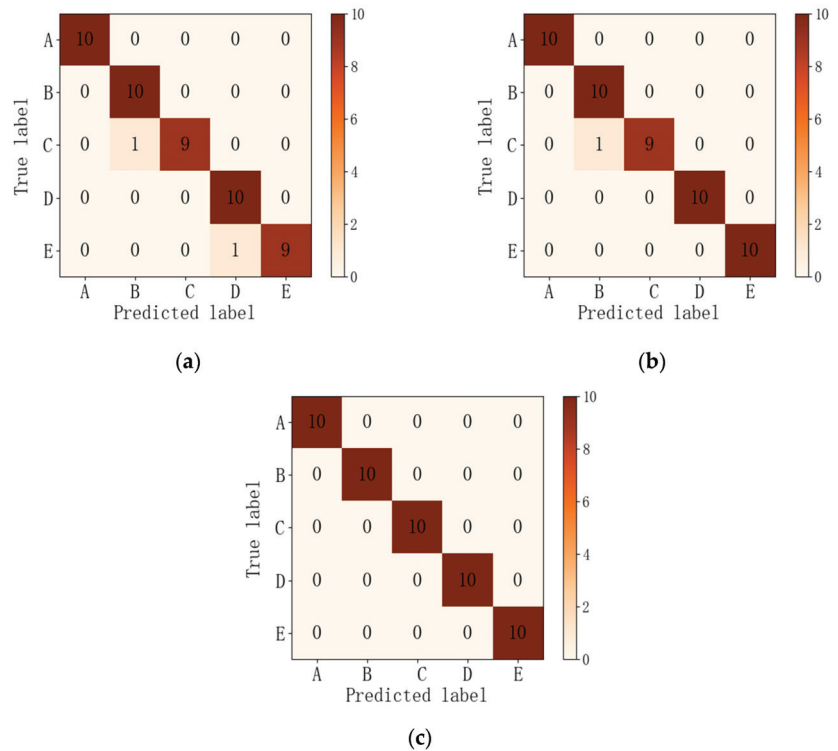 A 10 0 0 0 0 10
B 0 10 0 0 0 8
C 0 1 9 0 0 6
D 0 0 0 10 0 4
E 0 0 0 1 9 2
0
A B C D E
True label
Predicted label
(a)
A 10 0 0 0 0 10
B 0 10 0 0 0 8
C 0 1 9 0 0 6
D 0 0 0 10 0 4
E 0 0 0 0 10 2
0
A B C D E
True label
Predicted label
(b)
A 10 0 0 0 0 10
B 0 10 0 0 0 8
C 0 0 10 0 0 6
D 0 0 0 10 0 4
E 0 0 0 0 10 2
0
A B C D E
True label
Predicted label
(c)